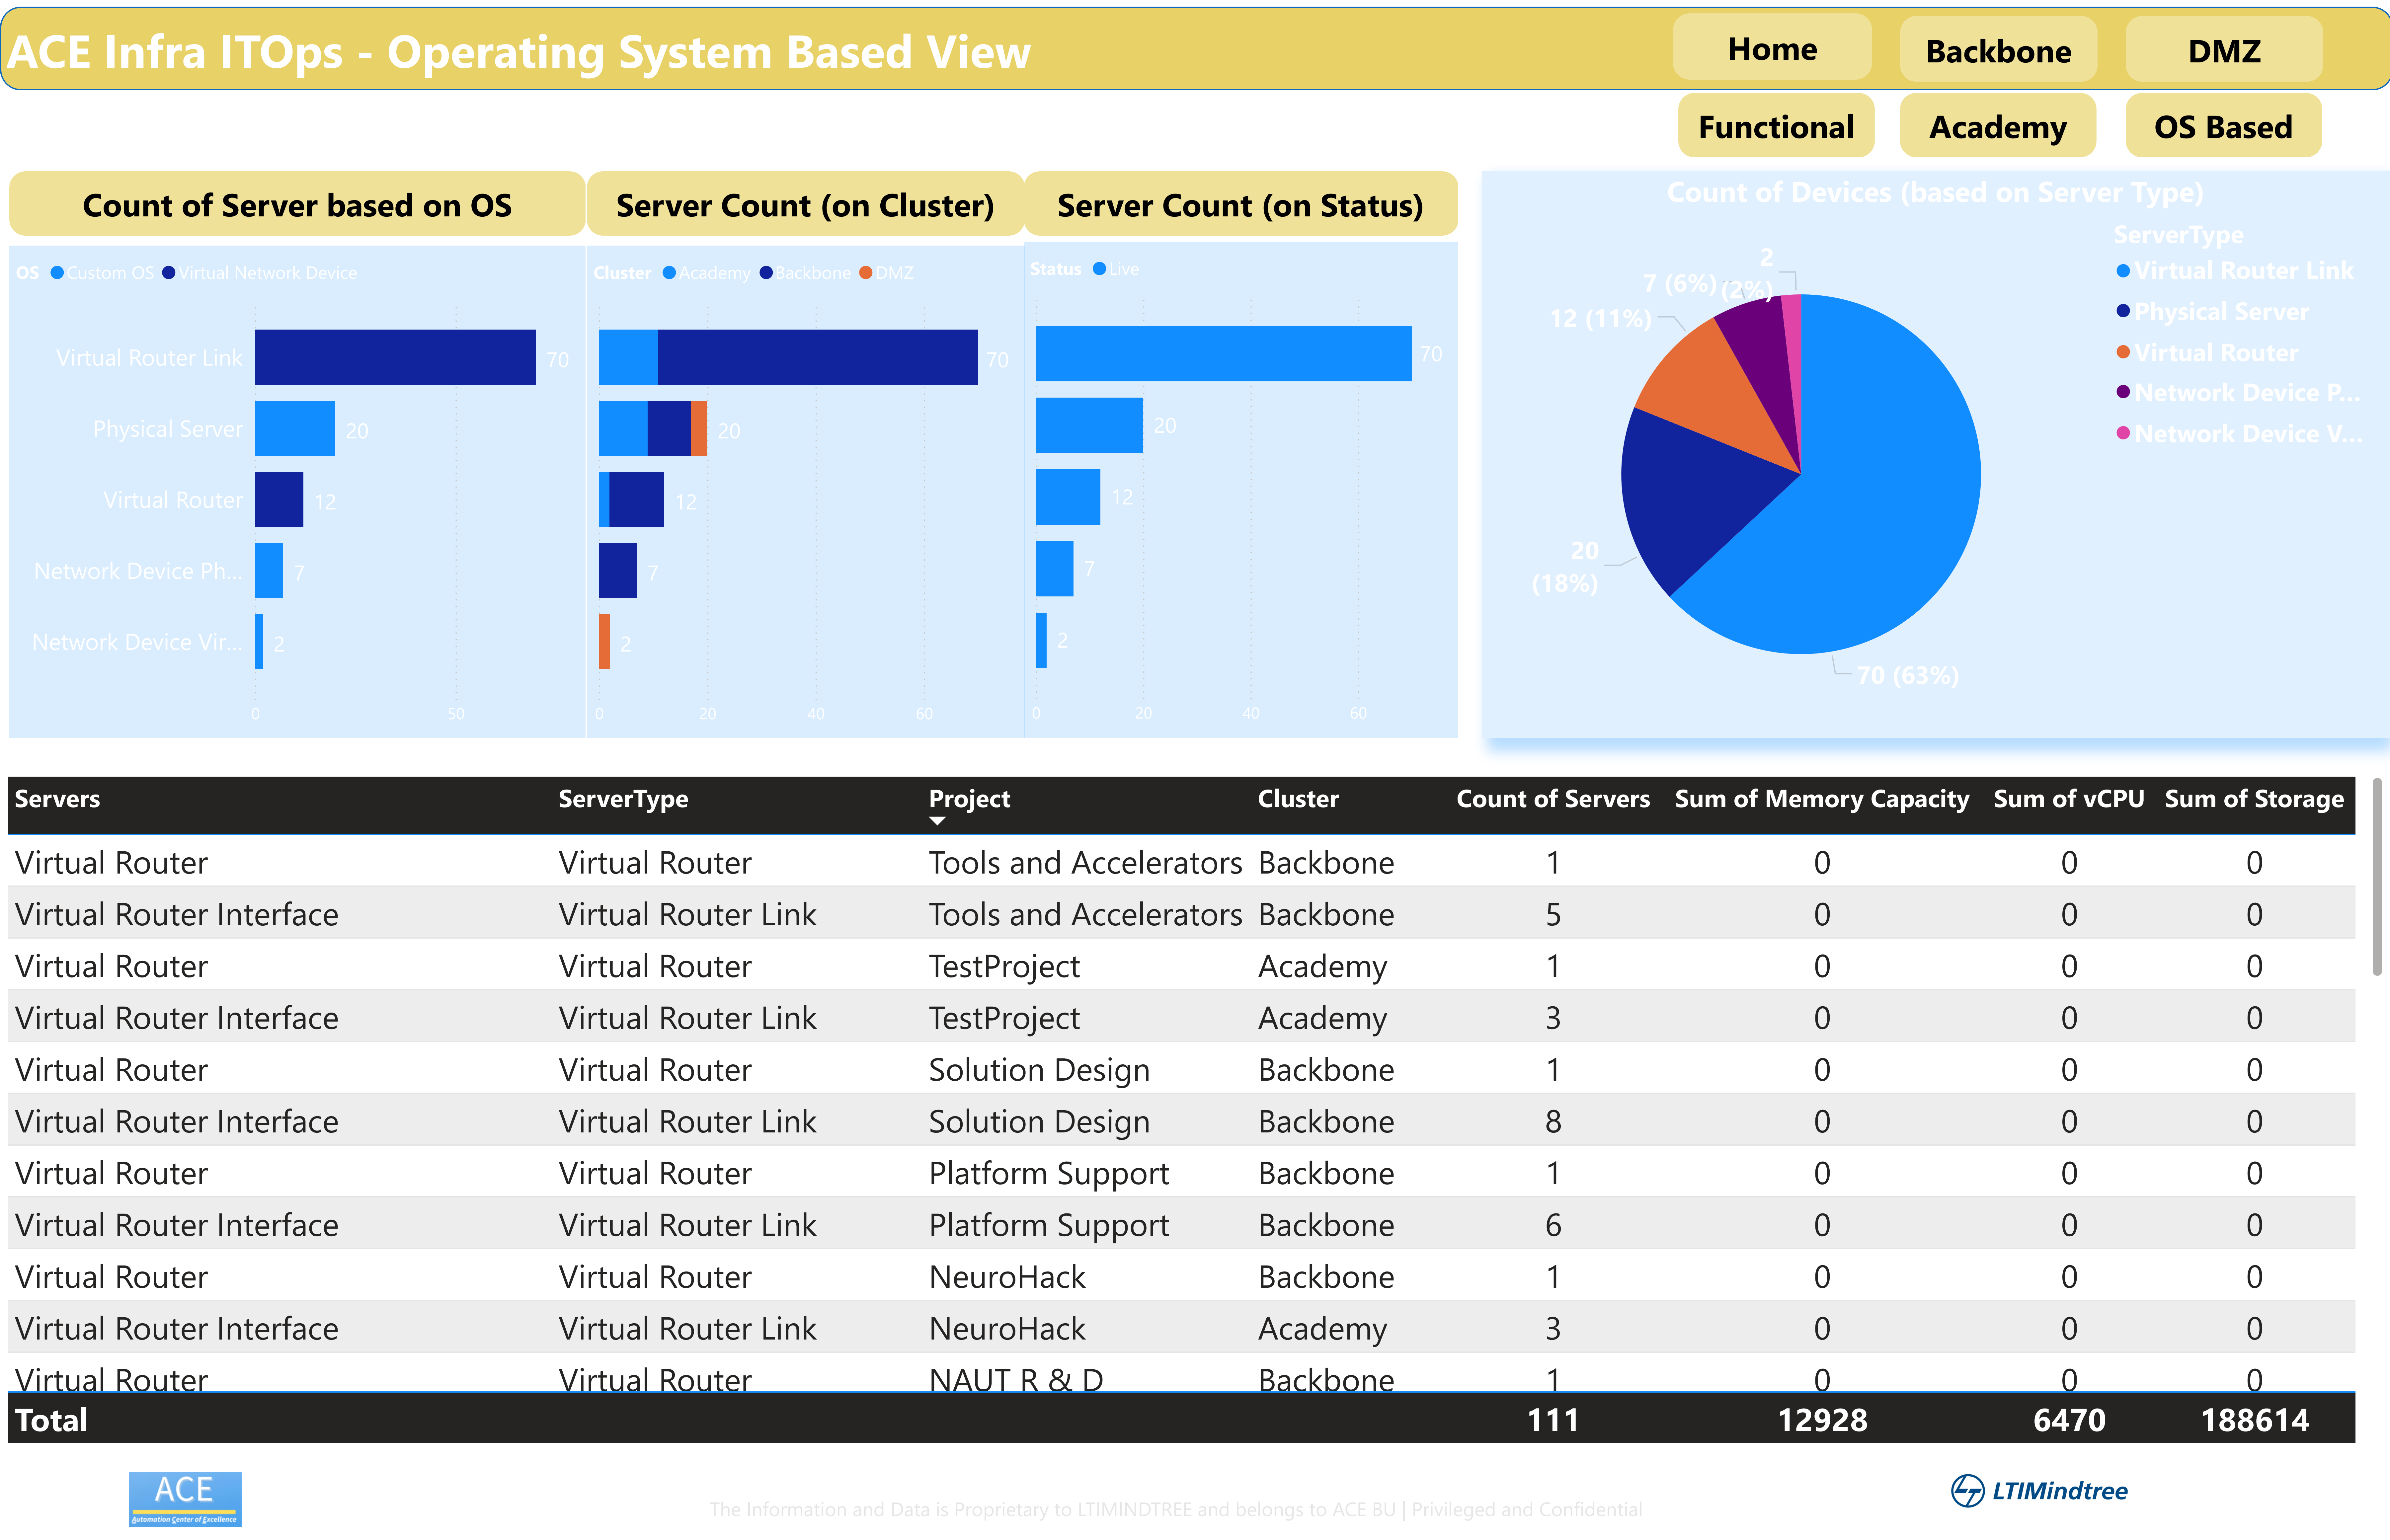 ACE Infra ITOps - Operating System Based View
Home
Backbone
DMZ
Functional
Academy
OS Based
Count of Server based on OS
OS Custom OS Virtual Network Device
Virtual Router Link 70
Physical Server 20
Virtual Router 12
Network Device Ph... 7
Network Device Vir... 2
0 50
Server Count (on Cluster)
Cluster Academy Backbone DMZ
70
20
12
7
2
0 20 40 60
Server Count (on Status)
Status Live
70
20
12
7
2
0 20 40 60
Count of Devices (based on Server Type)
2
(2%)
7 (6%)
12 (11%)
20
(18%)
70 (63%)
ServerType
Virtual Router Link
Physical Server
Virtual Router
Network Device P...
Network Device V...
Servers ServerType Project Cluster Count of Servers Sum of Memory Capacity Sum of vCPU Sum of Storage
Virtual Router Virtual Router Tools and Accelerators Backbone 1 0 0 0
Virtual Router Interface Virtual Router Link Tools and Accelerators Backbone 5 0 0 0
Virtual Router Virtual Router TestProject Academy 1 0 0 0
Virtual Router Interface Virtual Router Link TestProject Academy 3 0 0 0
Virtual Router Virtual Router Solution Design Backbone 1 0 0 0
Virtual Router Interface Virtual Router Link Solution Design Backbone 8 0 0 0
Virtual Router Virtual Router Platform Support Backbone 1 0 0 0
Virtual Router Interface Virtual Router Link Platform Support Backbone 6 0 0 0
Virtual Router Virtual Router NeuroHack Backbone 1 0 0 0
Virtual Router Interface Virtual Router Link NeuroHack Academy 3 0 0 0
Virtual Router Virtual Router NAUT R & D Backbone 1 0 0 0
Total 111 12928 6470 188614
ACE
Automation Center of Excellence
The Information and Data is Proprietary to LTIMINDTREE and belongs to ACE BU | Privileged and Confidential
LTIMindtree